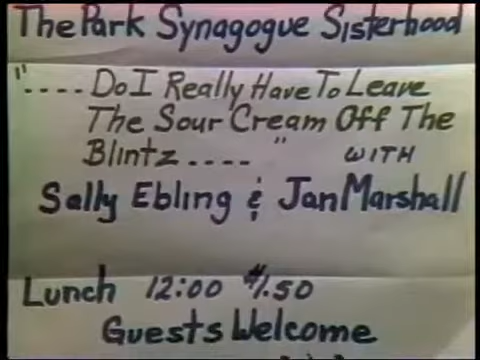 The Park Synagogue Sisterhood
".... Do I Really Have To Leave
The Sour Cream Off The
Blintz ...." WITH
Sally Ebling & Jan Marshall
Lunch 12:00 $1.50
Guests Welcome